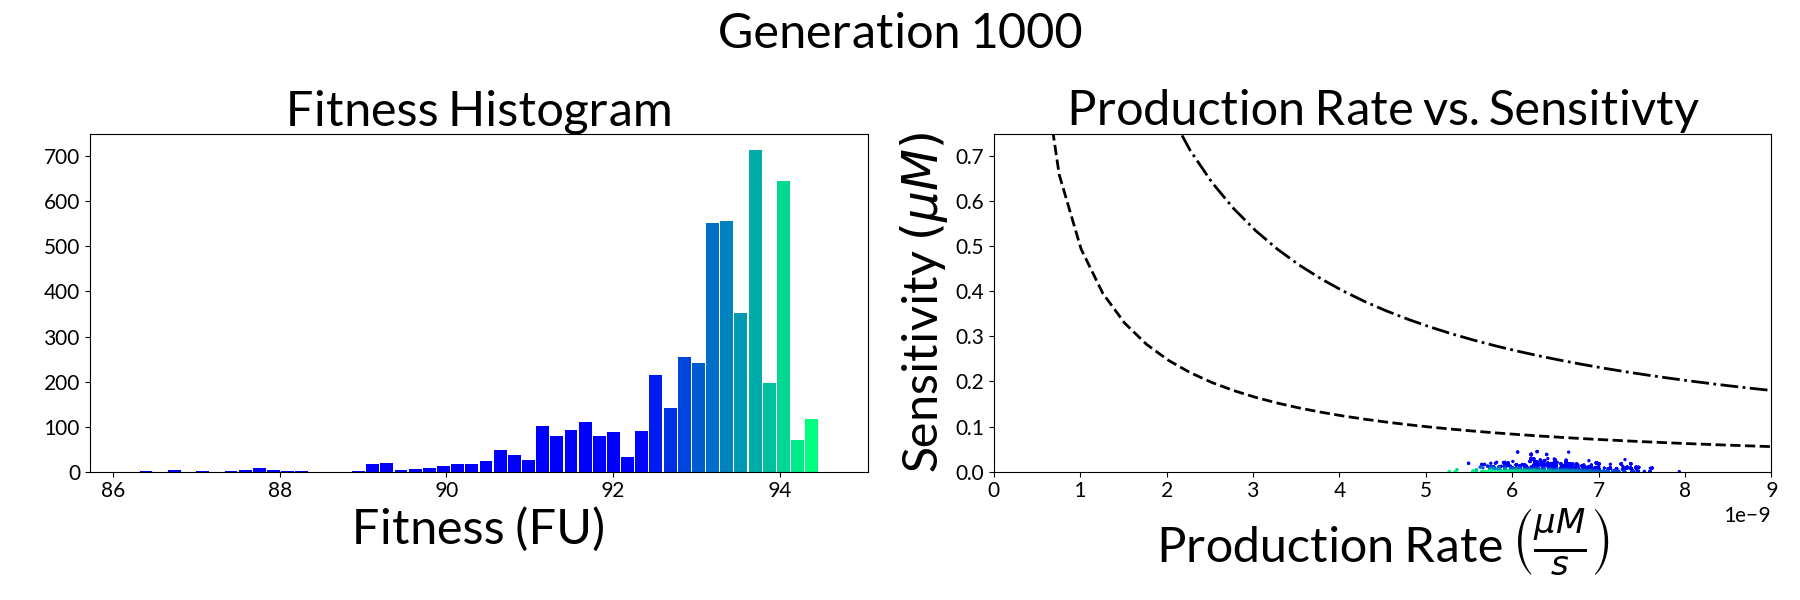 Generation 1000
Fitness Histogram
700
600
500
400
300
200
100
0
86 88 90 92 94
Fitness (FU)
Production Rate vs. Sensitivty
Sensitivity (μM)
0.7
0.6
0.5
0.4
0.3
0.2
0.1
0.0
0 1 2 3 4 5 6 7 8 9
1e−9
Production Rate (μM/s)